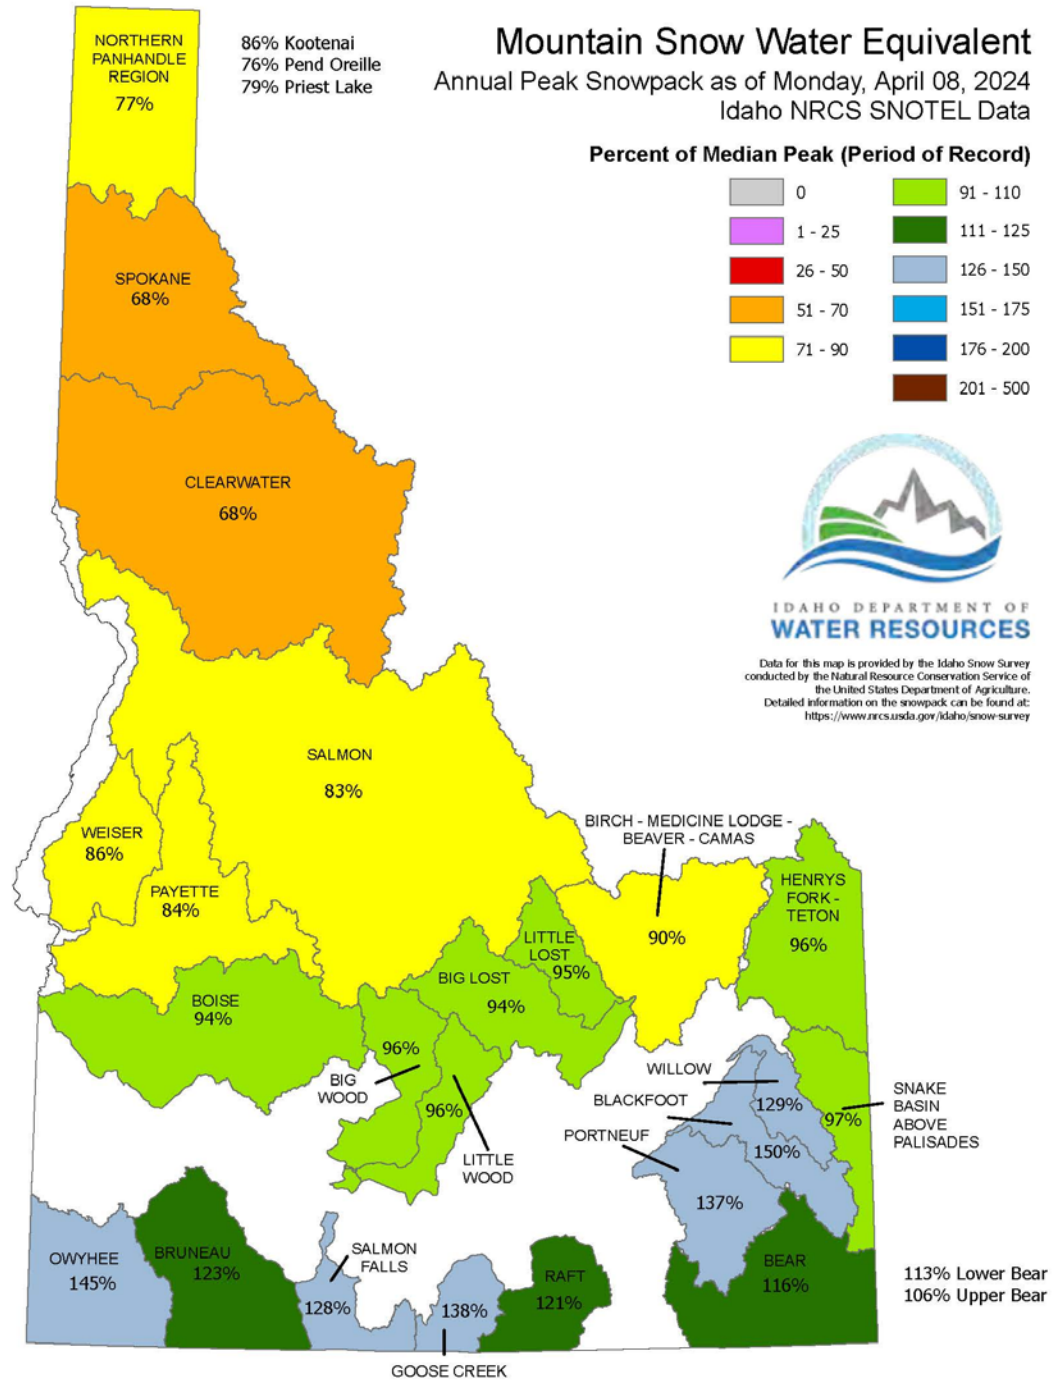 Mountain Snow Water Equivalent
Annual Peak Snowpack as of Monday, April 08, 2024
Idaho NRCS SNOTEL Data
Percent of Median Peak (Period of Record)
0
1 - 25
26 - 50
51 - 70
71 - 90
91 - 110
111 - 125
126 - 150
151 - 175
176 - 200
201 - 500
IDAHO DEPARTMENT OF
WATER RESOURCES
Data for this map is provided by the Idaho Snow Survey
conducted by the Natural Resource Conservation Service of
the United States Department of Agriculture.
Detailed information on the snowpack can be found at:
https://www.nrcs.usda.gov/idaho/snow-survey
NORTHERN
PANHANDLE
REGION
77%
86% Kootenai
76% Pend Oreille
79% Priest Lake
SPOKANE
68%
CLEARWATER
68%
SALMON
83%
WEISER
86%
PAYETTE
84%
BIRCH - MEDICINE LODGE -
BEAVER - CAMAS
90%
HENRYS
FORK -
TETON
96%
LITTLE
LOST
95%
BIG LOST
94%
BOISE
94%
96%
BIG
WOOD
96%
LITTLE
WOOD
WILLOW
129%
BLACKFOOT
150%
PORTNEUF
137%
SNAKE
BASIN
ABOVE
PALISADES
97%
OWYHEE
145%
BRUNEAU
123%
SALMON
FALLS
128%
138%
GOOSE CREEK
RAFT
121%
BEAR
116%
113% Lower Bear
106% Upper Bear